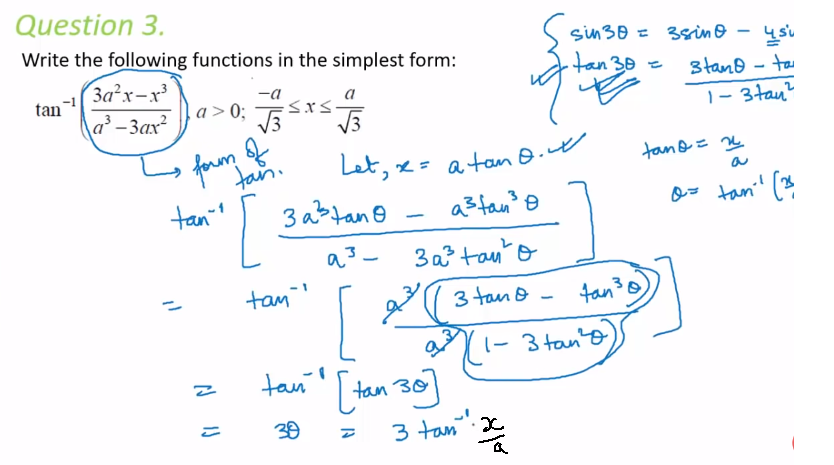 Question 3.
Write the following functions in the simplest form:
tan⁻¹ ((3a²x−x³)/(a³−3ax²)), a > 0; −a/√3 ≤ x ≤ a/√3
sin3θ = 3sinθ − 4si
tan3θ = (3tanθ − ta)/(1 − 3tan²)
form of tan.
Let, x = a tanθ.
tanθ = x/a
θ = tan⁻¹ (x
tan⁻¹ [(3a³tanθ − a³tan³θ)/(a³ − 3a³tan²θ)]
= tan⁻¹ [a³(3tanθ − tan³θ)/a³(1 − 3tan²θ)]
= tan⁻¹ [tan 3θ]
= 3θ = 3 tan⁻¹ x/a